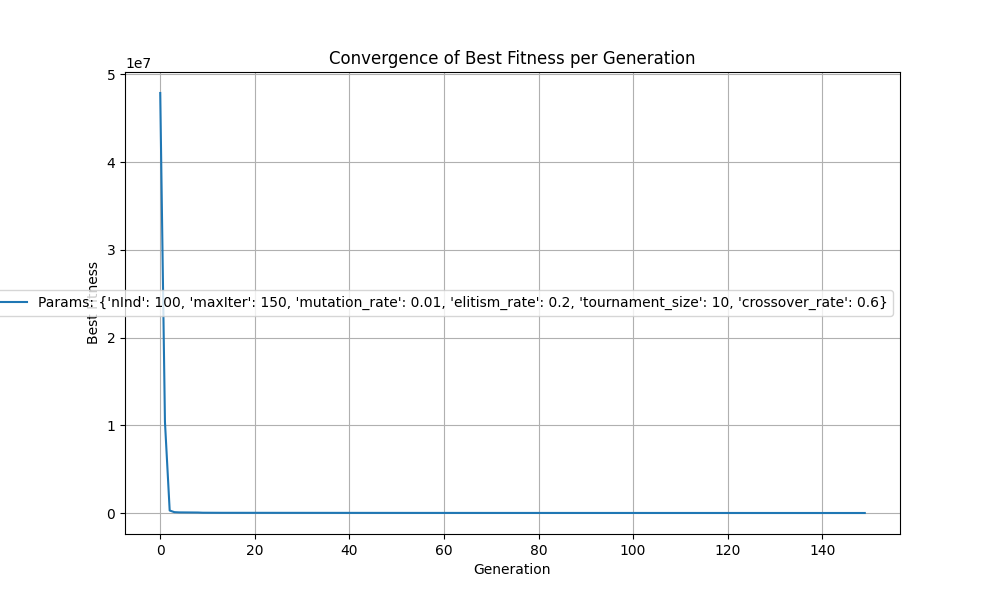 Convergence of Best Fitness per Generation
1e7
5
4
3
2
1
0
Best Fitness
Params: {'nInd': 100, 'maxIter': 150, 'mutation_rate': 0.01, 'elitism_rate': 0.2, 'tournament_size': 10, 'crossover_rate': 0.6}
0 20 40 60 80 100 120 140
Generation